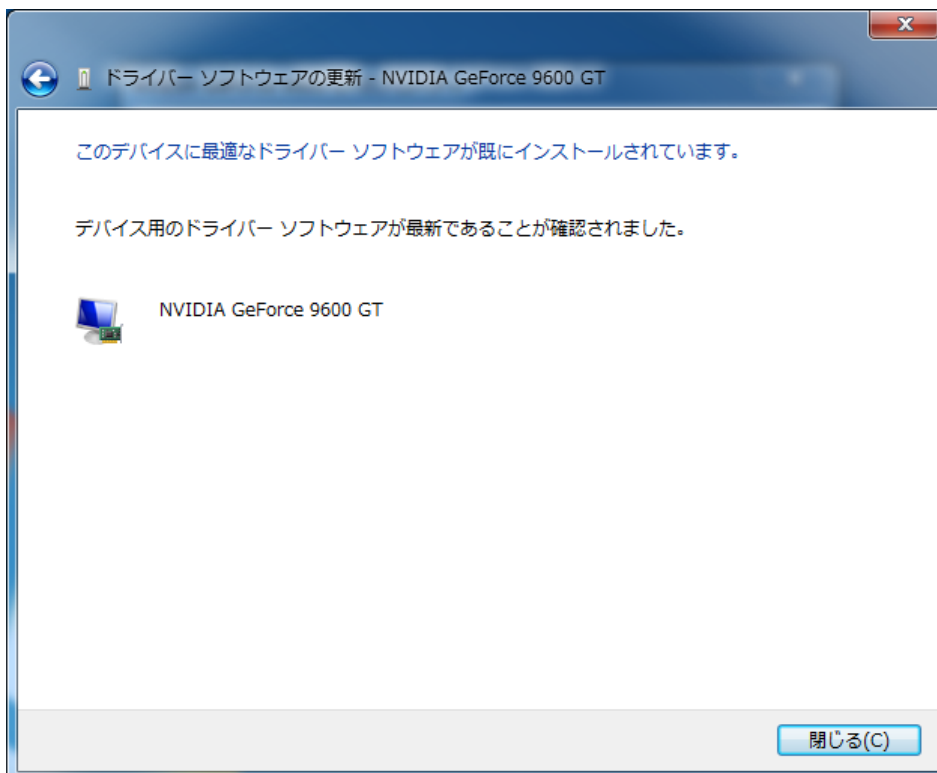 ドライバー ソフトウェアの更新 - NVIDIA GeForce 9600 GT
このデバイスに最適なドライバー ソフトウェアが既にインストールされています。
デバイス用のドライバー ソフトウェアが最新であることが確認されました。
NVIDIA GeForce 9600 GT
閉じる(C)